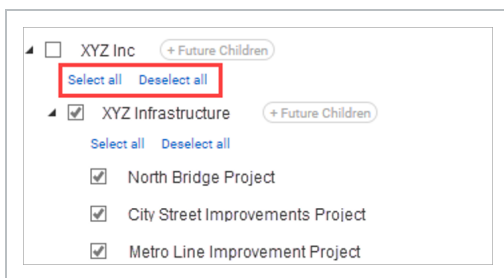 XYZ Inc + Future Children
Select all Deselect all
XYZ Infrastructure + Future Children
Select all Deselect all
North Bridge Project
City Street Improvements Project
Metro Line Improvement Project